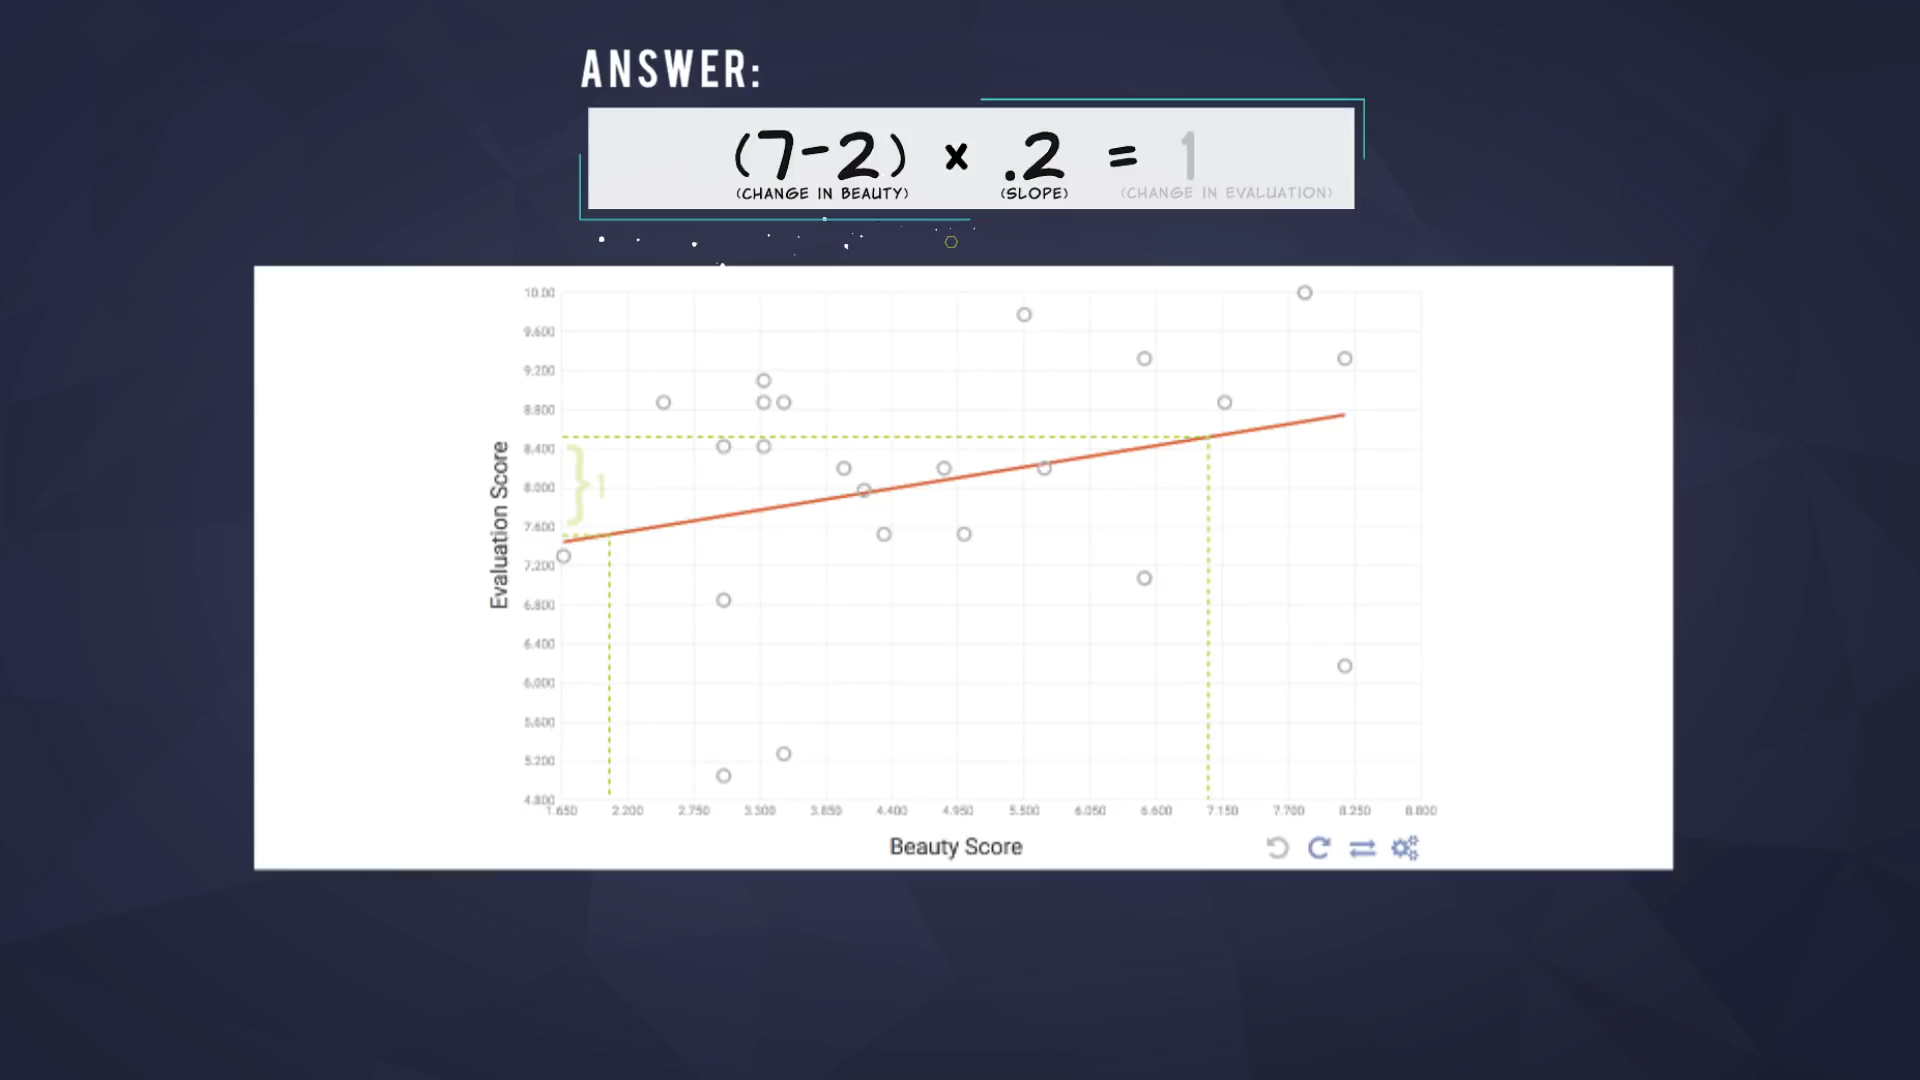 ANSWER:
(7-2) x .2 = 1
(CHANGE IN BEAUTY) (SLOPE) (CHANGE IN EVALUATION)
10.00
9.600
9.200
8.800
8.400
8.000
7.600
7.200
6.800
6.400
6.000
5.600
5.200
4.800
Evaluation Score
} 1
1.650 2.200 2.750 3.300 3.850 4.400 4.950 5.500 6.050 6.600 7.150 7.700 8.250 8.800
Beauty Score